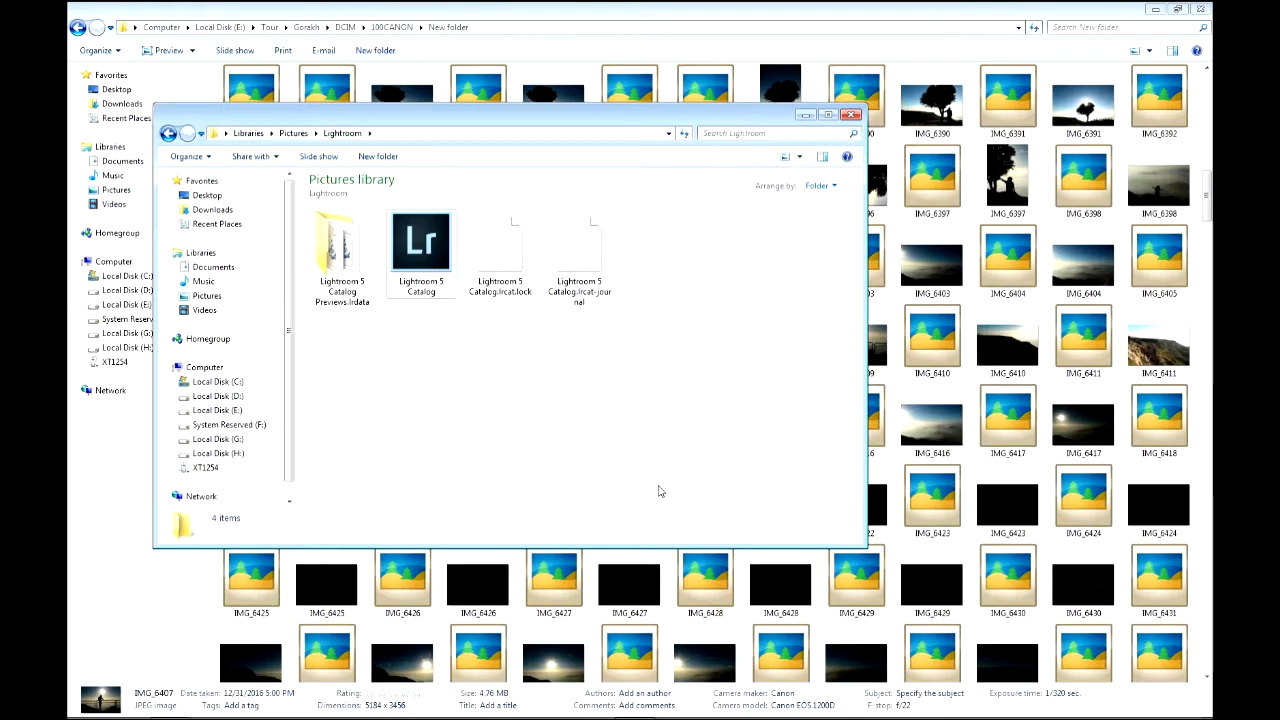 Computer Local Disk (E:) Tour Gorakh DCIM 100CANON New folder
Search New folder
Organize Preview Slide show Print E-mail New folder
Favorites
Desktop
Downloads
Recent Places
Libraries
Documents
Music
Pictures
Videos
Homegroup
Computer
Local Disk (C:)
Local Disk (D:)
Local Disk (E:)
System Reserv
Local Disk (G:)
Local Disk (H:)
XT1254
Network
Libraries Pictures Lightroom
Search Lightroom
Organize Share with Slide show New folder
Favorites
Desktop
Downloads
Recent Places
Libraries
Documents
Music
Pictures
Videos
Homegroup
Computer
Local Disk (C:)
Local Disk (D:)
Local Disk (E:)
System Reserved (F:)
Local Disk (G:)
Local Disk (H:)
XT1254
Network
4 items
Pictures library
Lightroom
Arrange by: Folder
Lightroom 5
Catalog
Previews.lrdata
Lr
Lightroom 5
Catalog
Lightroom 5
Catalog.lrcat.lock
Lightroom 5
Catalog.lrcat-jour
nal
90 IMG_6390 IMG_6391 IMG_6391 IMG_6392
96 IMG_6397 IMG_6397 IMG_6398 IMG_6398
03 IMG_6403 IMG_6404 IMG_6404 IMG_6405
09 IMG_6410 IMG_6410 IMG_6411 IMG_6411
16 IMG_6416 IMG_6417 IMG_6417 IMG_6418
22 IMG_6423 IMG_6423 IMG_6424 IMG_6424
IMG_6425 IMG_6425 IMG_6426 IMG_6426 IMG_6427 IMG_6427 IMG_6428 IMG_6428 IMG_6429 IMG_6429 IMG_6430 IMG_6430 IMG_6431
IMG_6407 Date taken: 12/31/2016 5:00 PM Rating: Size: 4.76 MB Authors: Add an author Camera maker: Canon Subject: Specify the subject Exposure time: 1/320 sec.
JPEG image Tags: Add a tag Dimensions: 5184 x 3456 Title: Add a title Comments: Add comments Camera model: Canon EOS 1200D F-stop: f/22